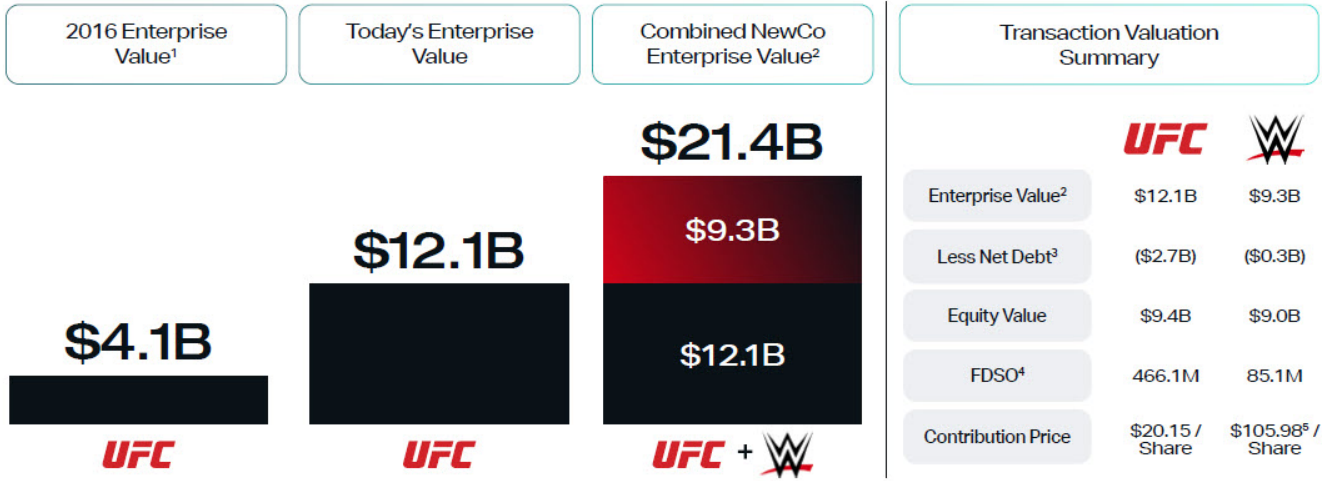 2016 Enterprise
Value¹
Today's Enterprise
Value
Combined NewCo
Enterprise Value²
$4.1B
$12.1B
$21.4B
$9.3B
$12.1B
UFC
UFC
UFC + W
Transaction Valuation
Summary
UFC W
Enterprise Value² $12.1B $9.3B
Less Net Debt³ ($2.7B) ($0.3B)
Equity Value $9.4B $9.0B
FDSO⁴ 466.1M 85.1M
Contribution Price $20.15 / $105.98⁵ /
Share Share